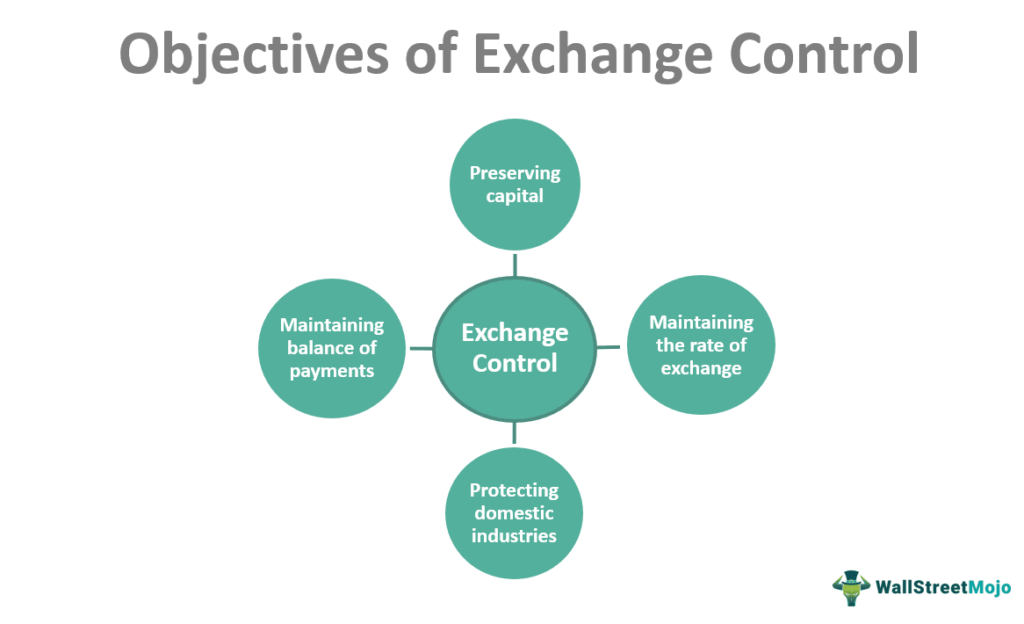 Objectives of Exchange Control
Preserving
capital
Maintaining
balance of
payments
Exchange
Control
Maintaining
the rate of
exchange
Protecting
domestic
industries
WallStreetMojo